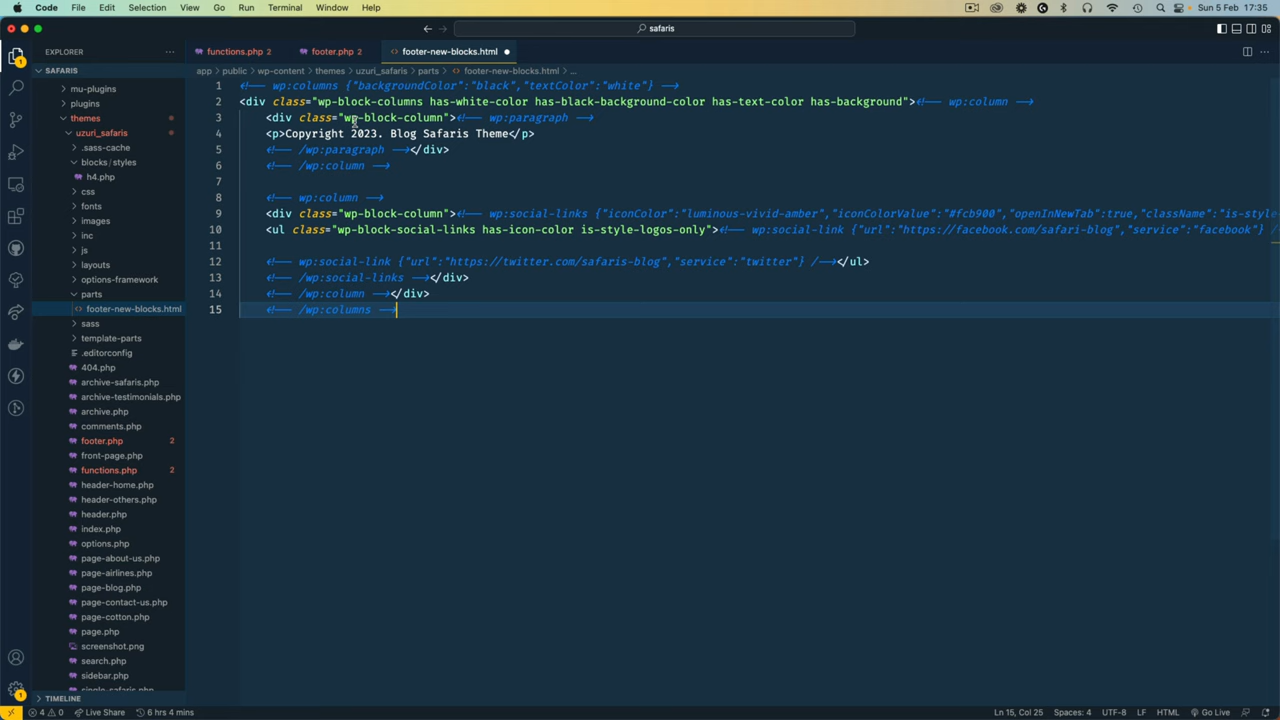 Code File Edit Selection View Go Run Terminal Window Help Sun 5 Feb 17:35
safaris
EXPLORER ···
functions.php 2
footer.php 2
footer-new-blocks.html
app > public > wp-content > themes > uzuri_safaris > parts > footer-new-blocks.html > ...
SAFARIS
mu-plugins
plugins
themes
uzuri_safaris
.sass-cache
blocks / styles
h4.php
css
fonts
images
inc
js
layouts
options-framework
parts
footer-new-blocks.html
sass
template-parts
.editorconfig
404.php
archive-safaris.php
archive-testimonials.php
archive.php
comments.php
footer.php 2
front-page.php
functions.php 2
header-home.php
header-others.php
header.php
index.php
options.php
page-about-us.php
page-airlines.php
page-blog.php
page-contact-us.php
page-cotton.php
page.php
screenshot.png
search.php
sidebar.php
single-safaris.php
TIMELINE
1 <!-- wp:columns {"backgroundColor":"black","textColor":"white"} -->
2 <div class="wp-block-columns has-white-color has-black-background-color has-text-color has-background"><!-- wp:column -->
3 <div class="wp-block-column"><!-- wp:paragraph -->
4 <p>Copyright 2023. Blog Safaris Theme</p>
5 <!-- /wp:paragraph --></div>
6 <!-- /wp:column -->
7
8 <!-- wp:column -->
9 <div class="wp-block-column"><!-- wp:social-links {"iconColor":"luminous-vivid-amber","iconColorValue":"#fcb900","openInNewTab":true,"className":"is-style
10 <ul class="wp-block-social-links has-icon-color is-style-logos-only"><!-- wp:social-link {"url":"https://facebook.com/safari-blog","service":"facebook"} /
11
12 <!-- wp:social-link {"url":"https://twitter.com/safaris-blog","service":"twitter"} /--></ul>
13 <!-- /wp:social-links --></div>
14 <!-- /wp:column --></div>
15 <!-- /wp:columns -->
4 0 Live Share 6 hrs 4 mins Ln 15, Col 25 Spaces: 4 UTF-8 LF HTML Go Live